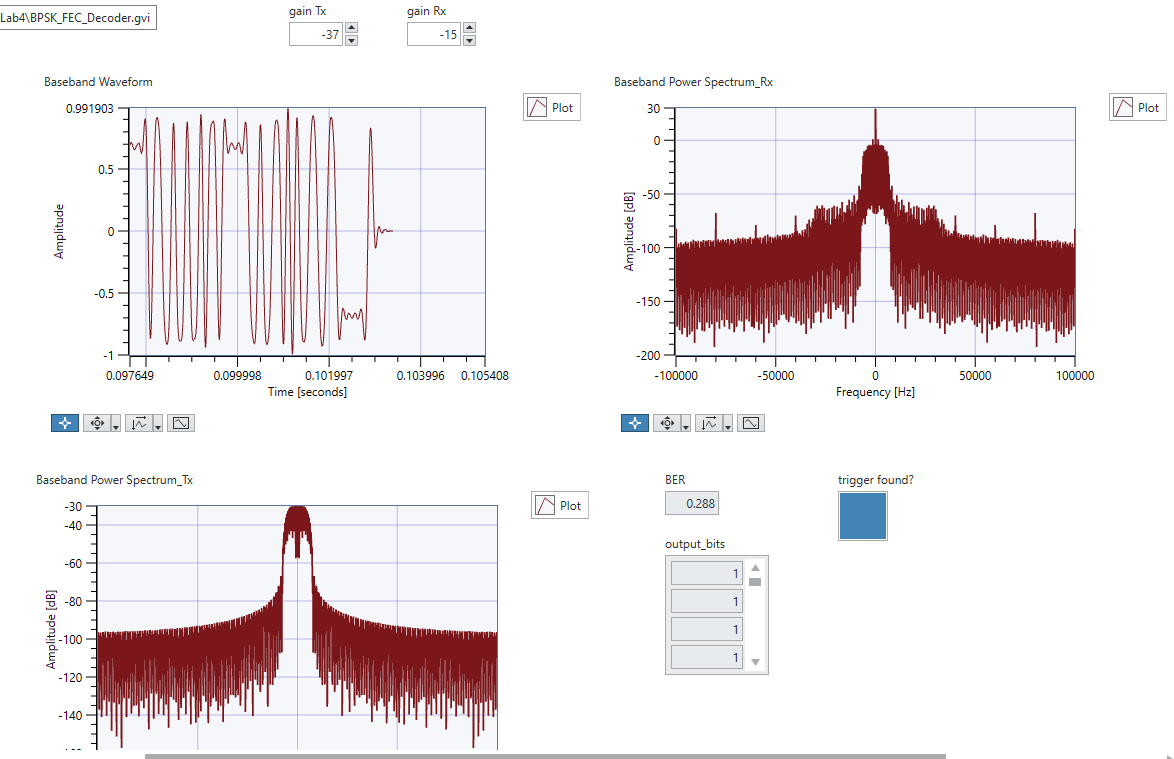 Lab4\BPSK_FEC_Decoder.gvi
gain Tx
gain Rx
-37
-15
Baseband Waveform
Plot
0.991903
0.5
0
-0.5
-1
Amplitude
0.097649
0.099998
0.101997
0.103996
0.105408
Time [seconds]
Baseband Power Spectrum_Rx
Plot
30
0
-50
-100
-150
-200
Amplitude [dB]
-100000
-50000
0
50000
100000
Frequency [Hz]
Baseband Power Spectrum_Tx
Plot
-30
-40
-60
-80
-100
-120
-140
Amplitude [dB]
BER
0.288
trigger found?
output_bits
1
1
1
1